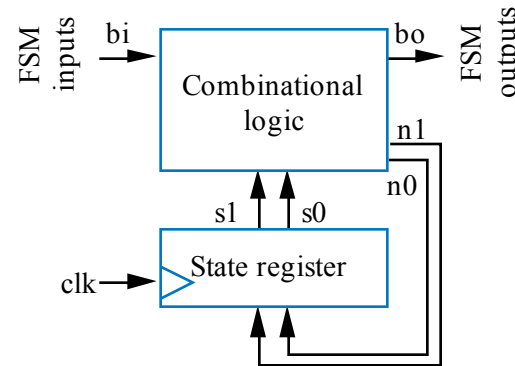 FSM
inputs
bi
Combinational
logic
bo
FSM
outputs
n1
n0
s1
s0
State register
clk